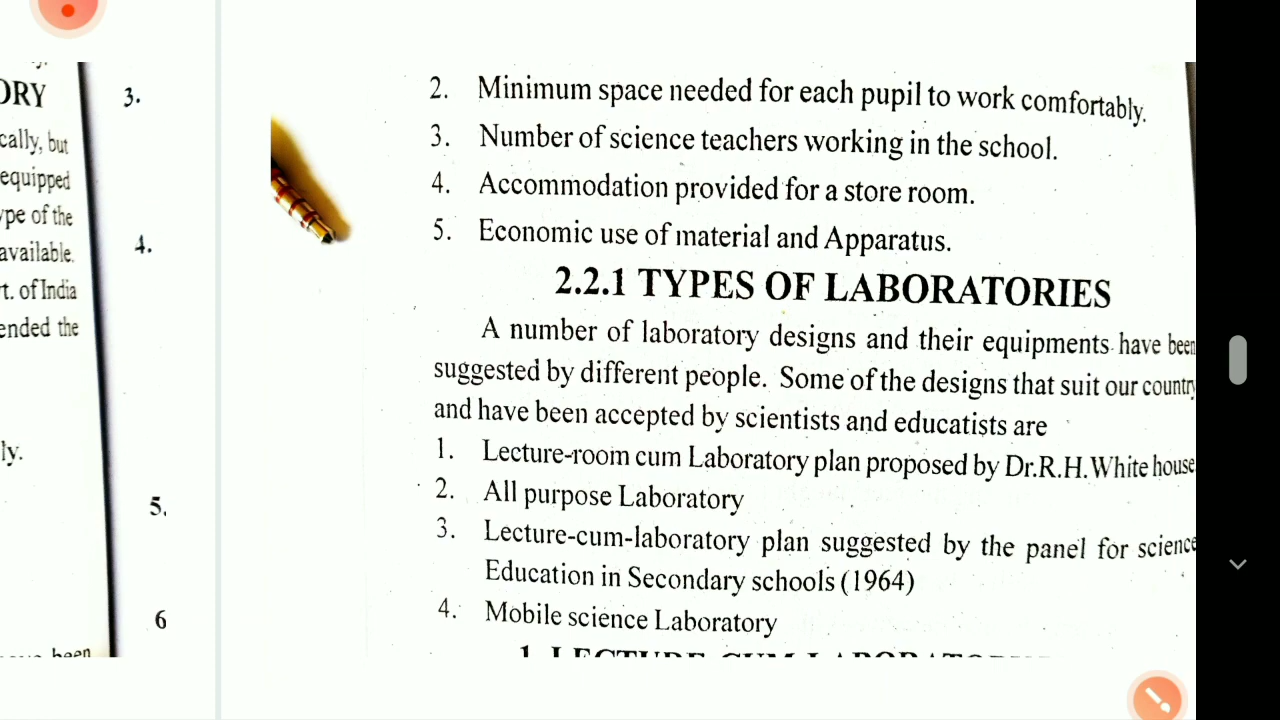 ORY
cally, but
equipped
ype of the
available.
t. of India
ended the
ly.
been
3.
4.
5.
6
2. Minimum space needed for each pupil to work comfortably.
3. Number of science teachers working in the school.
4. Accommodation provided for a store room.
5. Economic use of material and Apparatus.
2.2.1 TYPES OF LABORATORIES
A number of laboratory designs and their equipments have been
suggested by different people. Some of the designs that suit our country
and have been accepted by scientists and educatists are
1. Lecture-room cum Laboratory plan proposed by Dr.R.H.White house
2. All purpose Laboratory
3. Lecture-cum-laboratory plan suggested by the panel for science
Education in Secondary schools (1964)
4. Mobile science Laboratory